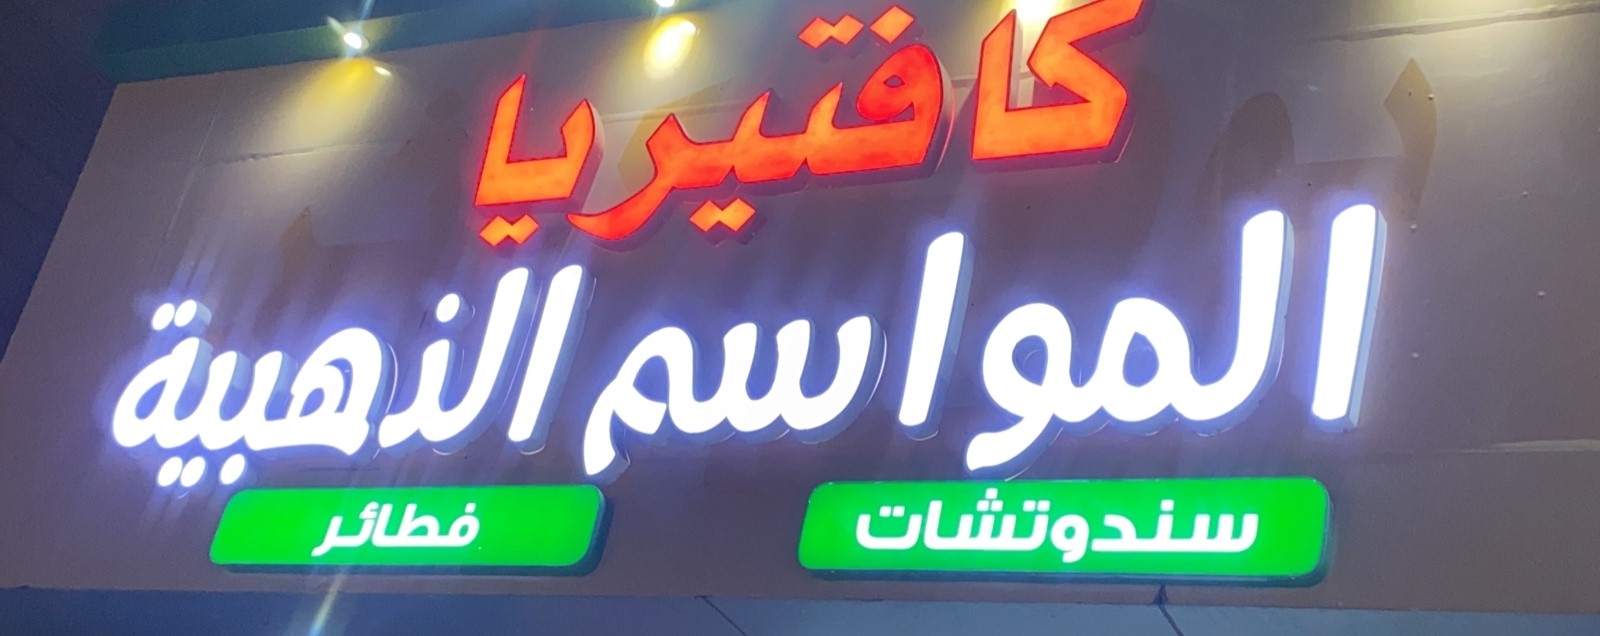 كافتيريا
المواسم الذهبية
سندوتشات فطائر